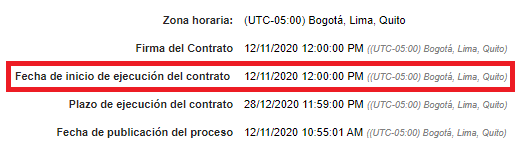 Zona horaria: (UTC-05:00) Bogotá, Lima, Quito
Firma del Contrato 12/11/2020 12:00:00 PM ((UTC-05:00) Bogotá, Lima, Quito)
Fecha de inicio de ejecución del contrato 12/11/2020 12:00:00 PM ((UTC-05:00) Bogotá, Lima, Quito)
Plazo de ejecución del contrato 28/12/2020 11:59:00 PM ((UTC-05:00) Bogotá, Lima, Quito)
Fecha de publicación del proceso 12/11/2020 10:55:01 AM ((UTC-05:00) Bogotá, Lima, Quito)